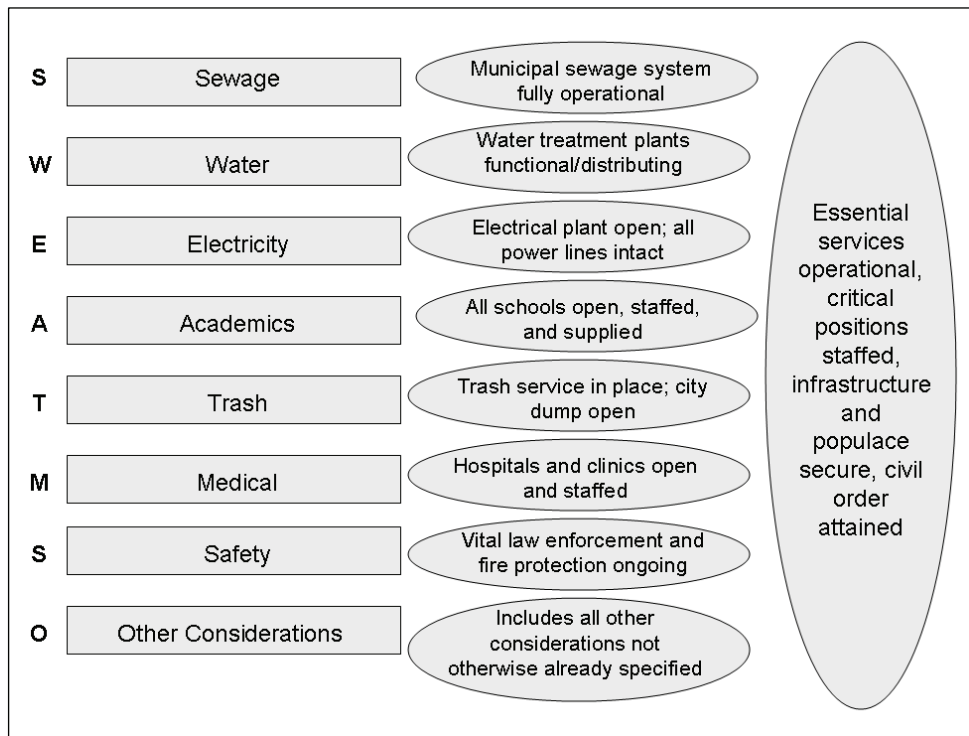 S
Sewage
Municipal sewage system
fully operational
W
Water
Water treatment plants
functional/distributing
E
Electricity
Electrical plant open; all
power lines intact
A
Academics
All schools open, staffed,
and supplied
T
Trash
Trash service in place; city
dump open
M
Medical
Hospitals and clinics open
and staffed
S
Safety
Vital law enforcement and
fire protection ongoing
O
Other Considerations
Includes all other
considerations not
otherwise already specified
Essential
services
operational,
critical
positions
staffed,
infrastructure
and
populace
secure, civil
order
attained